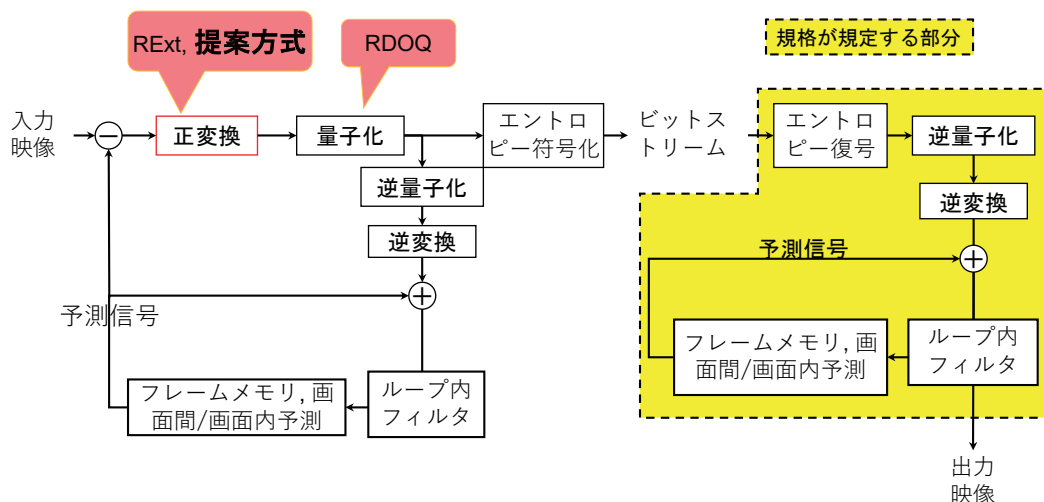 RExt, 提案方式
RDOQ
規格が規定する部分
入力
映像
−
正変換
量子化
エントロ
ピー符号化
ビットス
トリーム
エントロ
ピー復号
逆量子化
逆量子化
逆変換
逆変換
予測信号
+
+
予測信号
フレームメモリ, 画
面間/画面内予測
ループ内
フィルタ
フレームメモリ, 画
面間/画面内予測
ループ内
フィルタ
出力
映像